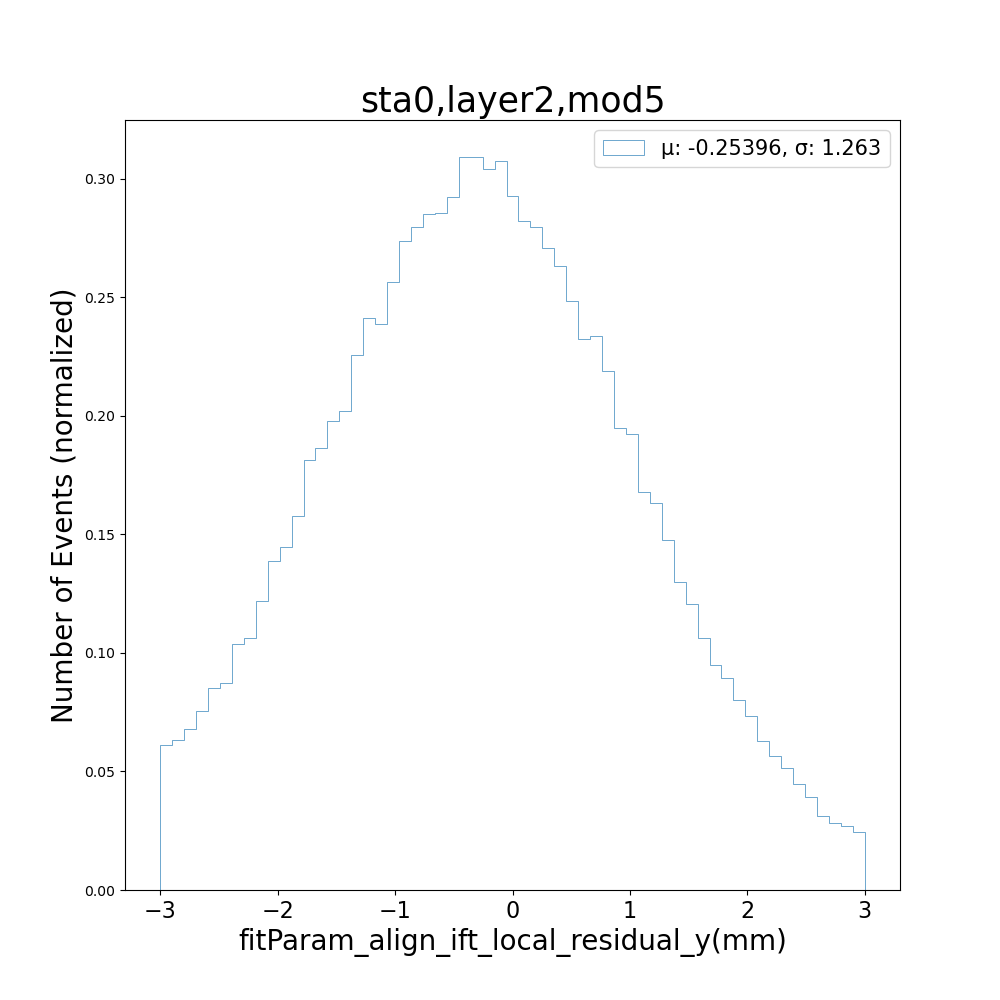 sta0,layer2,mod5
μ: -0.25396, σ: 1.263
Number of Events (normalized)
0.30
0.25
0.20
0.15
0.10
0.05
0.00
−3 −2 −1 0 1 2 3
fitParam_align_ift_local_residual_y(mm)